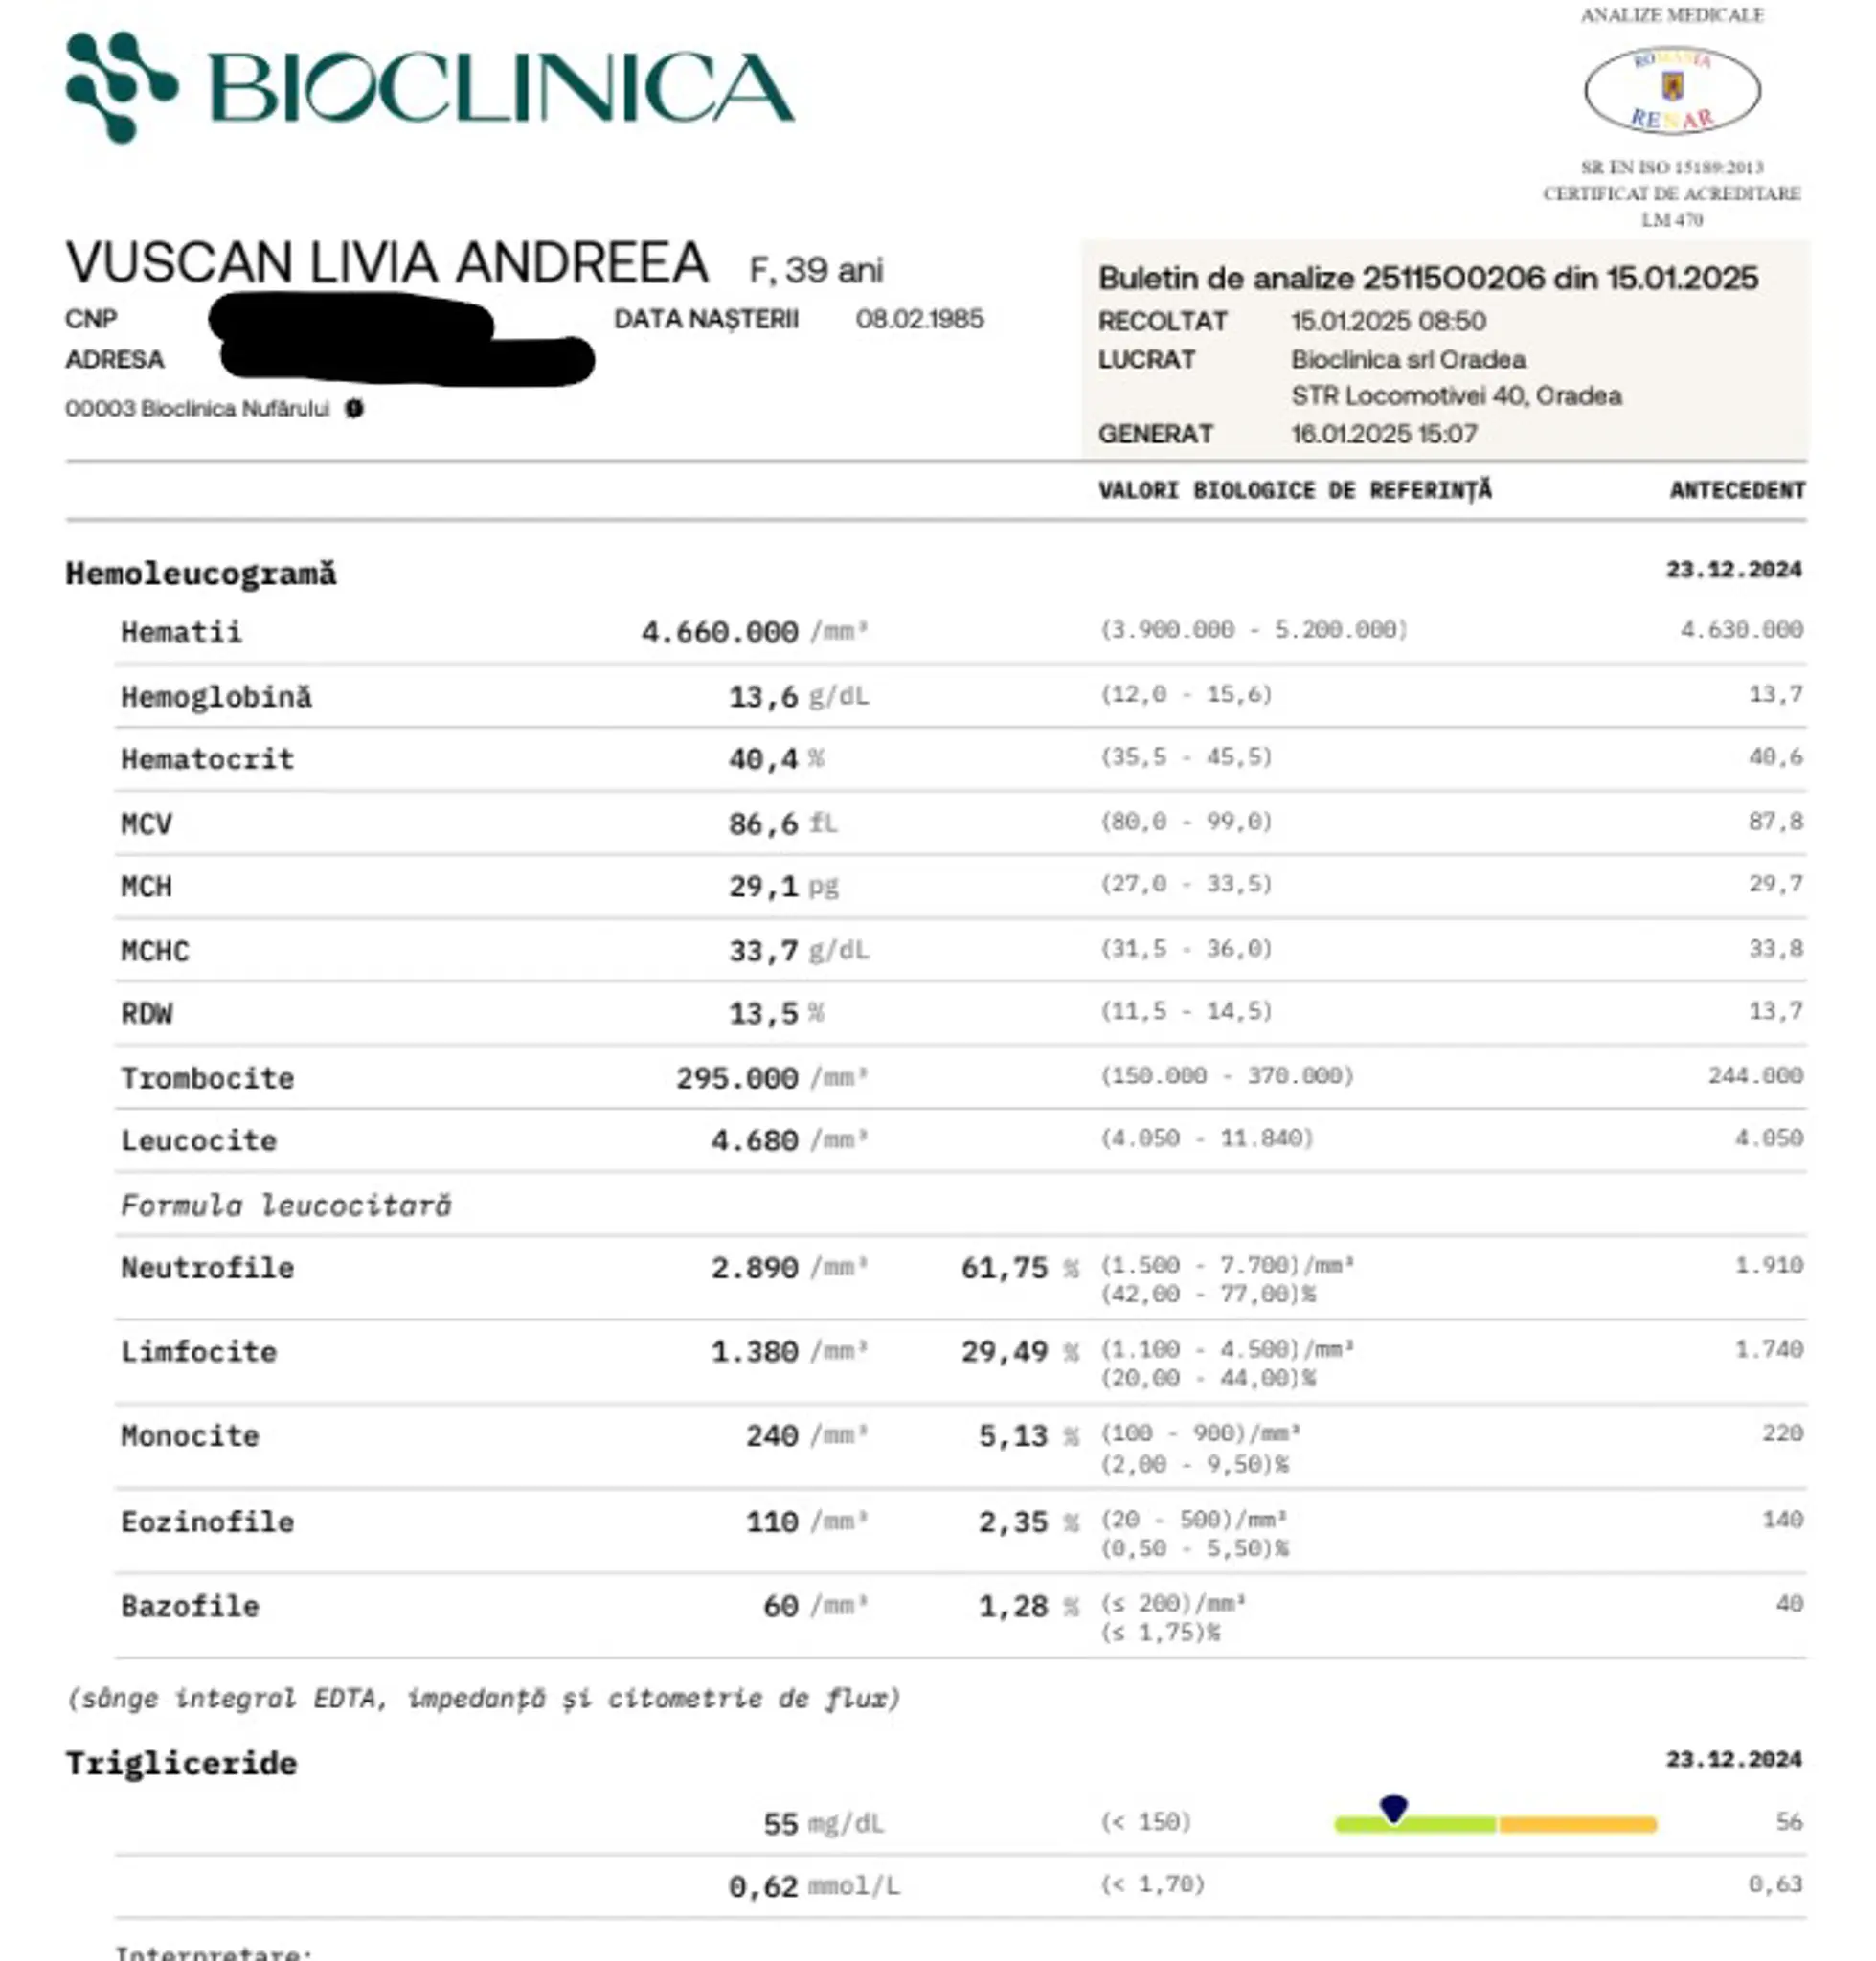 ANALIZE MEDICALE
BIOCLINICA
ROMÂNIA
RENAR
SR EN ISO 15189:2013
CERTIFICAT DE ACREDITARE
LM 470
VUSCAN LIVIA ANDREEA F, 39 ani
CNP DATA NAȘTERII 08.02.1985
ADRESA
00003 Bioclinica Nufărului
Buletin de analize 2511500206 din 15.01.2025
RECOLTAT 15.01.2025 08:50
LUCRAT Bioclinica srl Oradea
STR Locomotivei 40, Oradea
GENERAT 16.01.2025 15:07
VALORI BIOLOGICE DE REFERINȚĂ ANTECEDENT
Hemoleucogramă 23.12.2024
Hematii 4.660.000 /mm³ (3.900.000 - 5.200.000) 4.630.000
Hemoglobină 13,6 g/dL (12,0 - 15,6) 13,7
Hematocrit 40,4 % (35,5 - 45,5) 40,6
MCV 86,6 fL (80,0 - 99,0) 87,8
MCH 29,1 pg (27,0 - 33,5) 29,7
MCHC 33,7 g/dL (31,5 - 36,0) 33,8
RDW 13,5 % (11,5 - 14,5) 13,7
Trombocite 295.000 /mm³ (150.000 - 370.000) 244.000
Leucocite 4.680 /mm³ (4.050 - 11.840) 4.050
Formula leucocitară
Neutrofile 2.890 /mm³ 61,75 % (1.500 - 7.700)/mm³ 1.910
(42,00 - 77,00)%
Limfocite 1.380 /mm³ 29,49 % (1.100 - 4.500)/mm³ 1.740
(20,00 - 44,00)%
Monocite 240 /mm³ 5,13 % (100 - 900)/mm³ 220
(2,00 - 9,50)%
Eozinofile 110 /mm³ 2,35 % (20 - 500)/mm³ 140
(0,50 - 5,50)%
Bazofile 60 /mm³ 1,28 % (≤ 200)/mm³ 40
(≤ 1,75)%
(sânge integral EDTA, impedanță și citometrie de flux)
Trigliceride 23.12.2024
55 mg/dL (< 150) 56
0,62 mmol/L (< 1,70) 0,63
Interpretare: